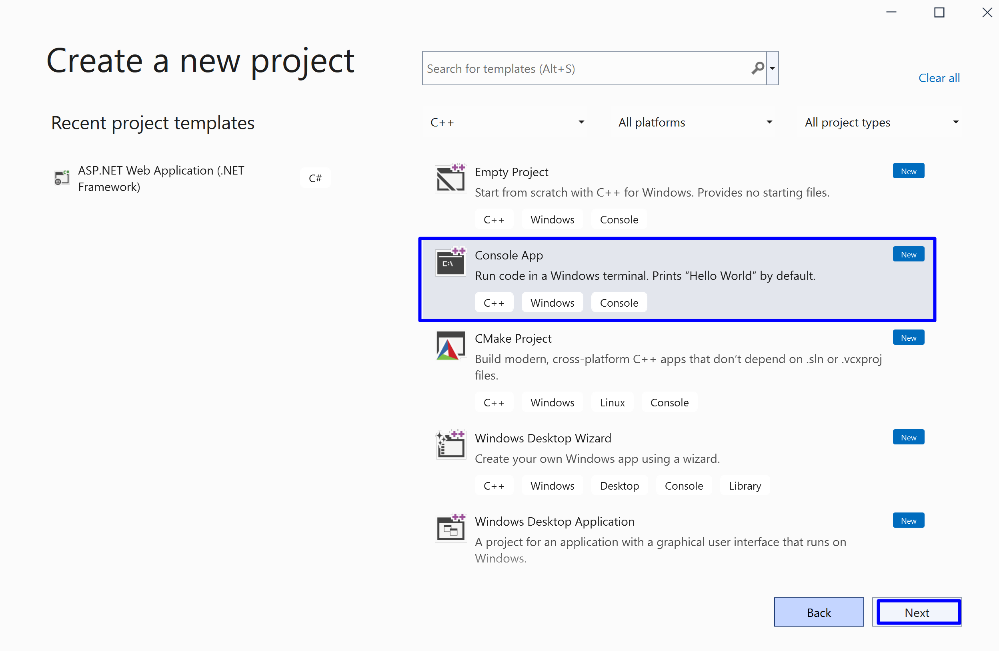 Create a new project
Search for templates (Alt+S)
Clear all
Recent project templates
C++
All platforms
All project types
ASP.NET Web Application (.NET
Framework)
C#
Empty Project
New
Start from scratch with C++ for Windows. Provides no starting files.
C++ Windows Console
Console App
New
C:\
Run code in a Windows terminal. Prints “Hello World” by default.
C++ Windows Console
CMake Project
New
Build modern, cross-platform C++ apps that don’t depend on .sln or .vcxproj
files.
C++ Windows Linux Console
Windows Desktop Wizard
New
Create your own Windows app using a wizard.
C++ Windows Desktop Console Library
Windows Desktop Application
New
A project for an application with a graphical user interface that runs on
Windows.
Back
Next